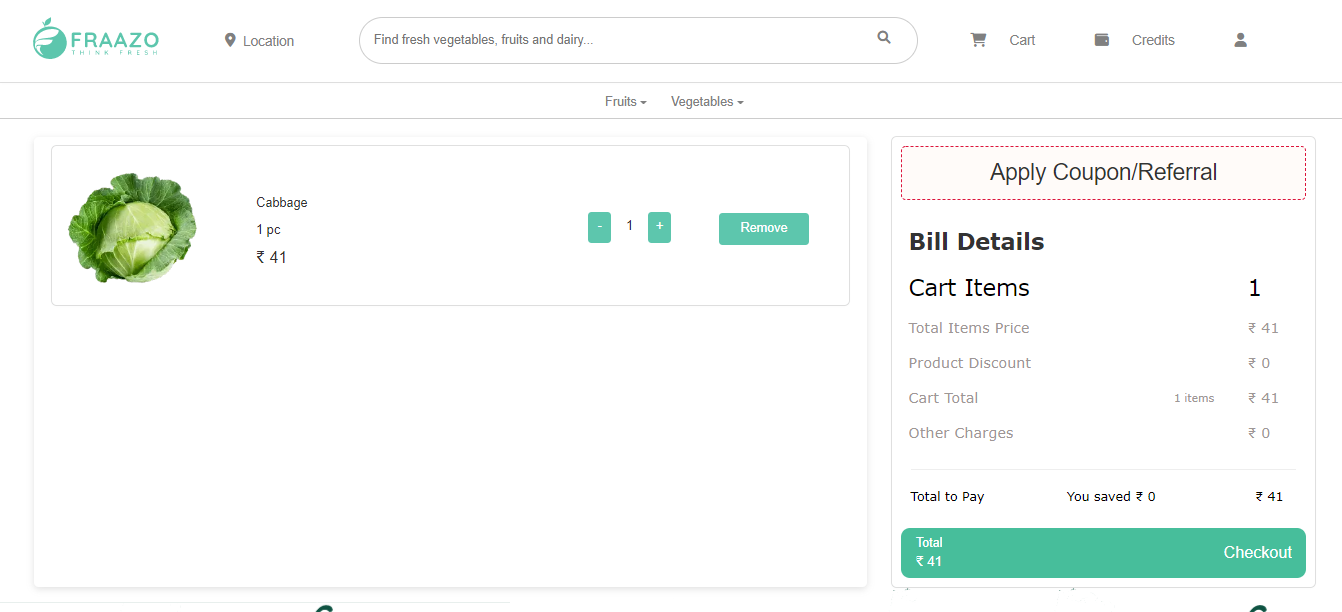 FRAAZO
THINK FRESH
Location
Find fresh vegetables, fruits and dairy...
Cart
Credits
Fruits
Vegetables
Cabbage
1 pc
₹ 41
- 1 +
Remove
Apply Coupon/Referral
Bill Details
Cart Items 1
Total Items Price ₹ 41
Product Discount ₹ 0
Cart Total 1 items ₹ 41
Other Charges ₹ 0
Total to Pay You saved ₹ 0 ₹ 41
Total
₹ 41
Checkout